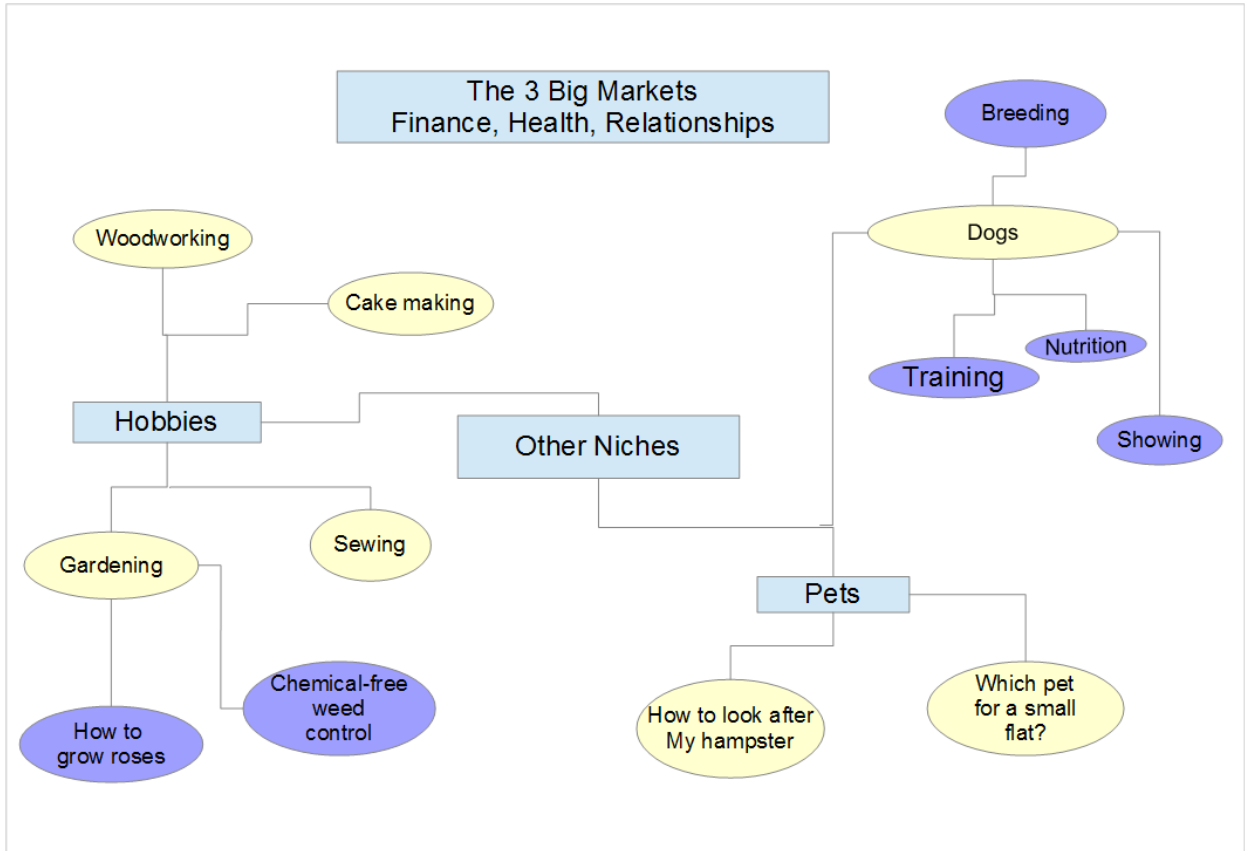 The 3 Big Markets
Finance, Health, Relationships
Breeding
Woodworking
Dogs
Cake making
Nutrition
Training
Hobbies
Other Niches
Showing
Sewing
Gardening
Pets
Chemical-free
weed
control
How to
grow roses
How to look after
My hampster
Which pet
for a small
flat?